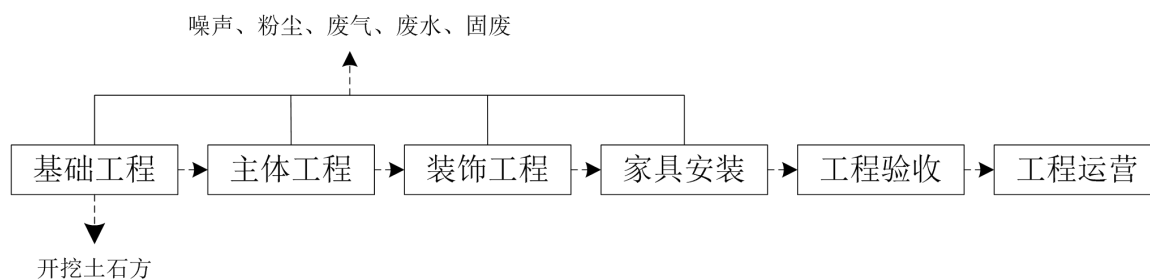 噪声、粉尘、废气、废水、固废
基础工程
主体工程
装饰工程
家具安装
工程验收
工程运营
开挖土石方